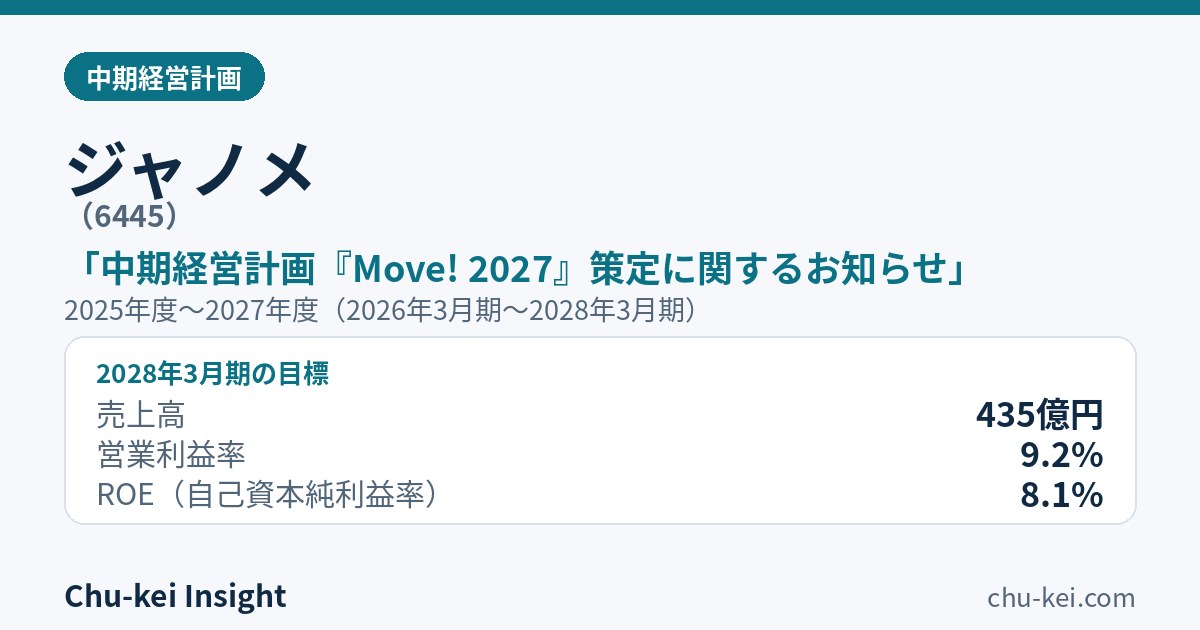 中期経営計画
ジャノメ
（6445）
「中期経営計画『Move! 2027』策定に関するお知らせ」
2025年度～2027年度（2026年3月期～2028年3月期）
2028年3月期の目標
売上高 435億円
営業利益率 9.2%
ROE（自己資本純利益率） 8.1%
Chu-kei Insight chu-kei.com